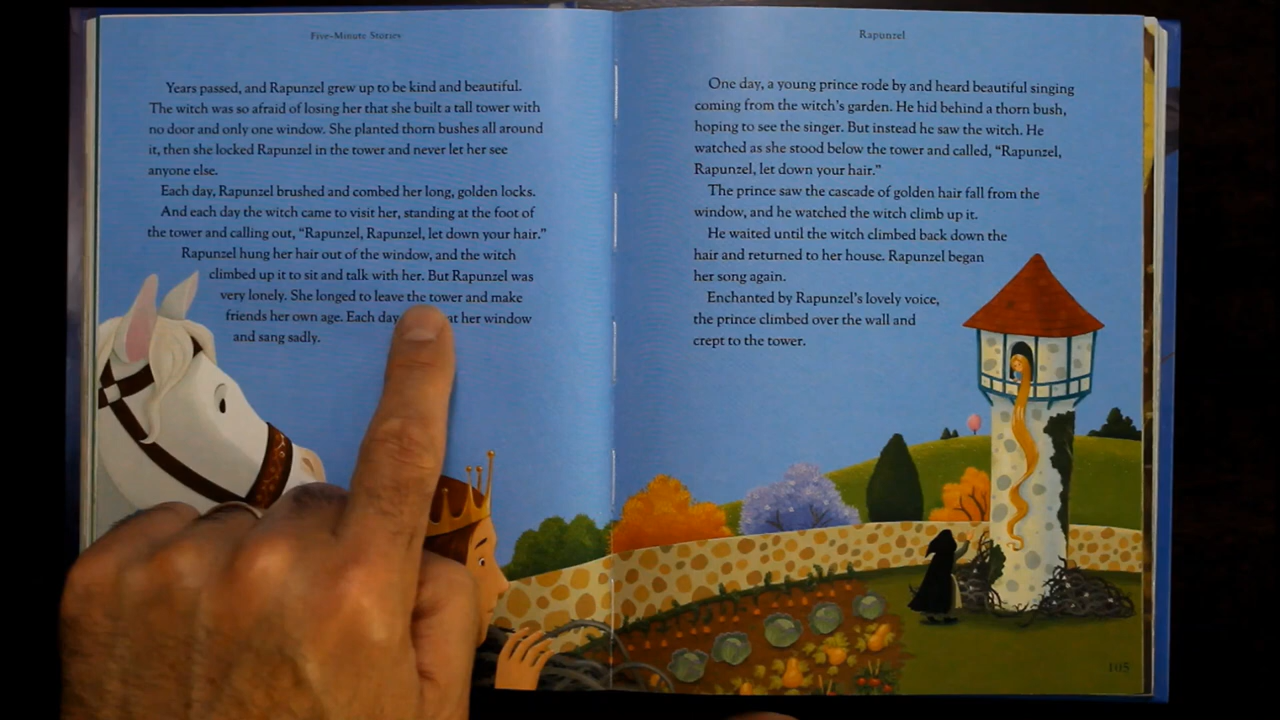 Five-Minute Stories
Years passed, and Rapunzel grew up to be kind and beautiful.
The witch was so afraid of losing her that she built a tall tower with
no door and only one window. She planted thorn bushes all around
it, then she locked Rapunzel in the tower and never let her see
anyone else.
Each day, Rapunzel brushed and combed her long, golden locks.
And each day the witch came to visit her, standing at the foot of
the tower and calling out, “Rapunzel, Rapunzel, let down your hair.”
Rapunzel hung her hair out of the window, and the witch
climbed up it to sit and talk with her. But Rapunzel was
very lonely. She longed to leave the tower and make
friends her own age. Each day at her window
and sang sadly.
Rapunzel
One day, a young prince rode by and heard beautiful singing
coming from the witch’s garden. He hid behind a thorn bush,
hoping to see the singer. But instead he saw the witch. He
watched as she stood below the tower and called, “Rapunzel,
Rapunzel, let down your hair.”
The prince saw the cascade of golden hair fall from the
window, and he watched the witch climb up it.
He waited until the witch climbed back down the
hair and returned to her house. Rapunzel began
her song again.
Enchanted by Rapunzel’s lovely voice,
the prince climbed over the wall and
crept to the tower.
105